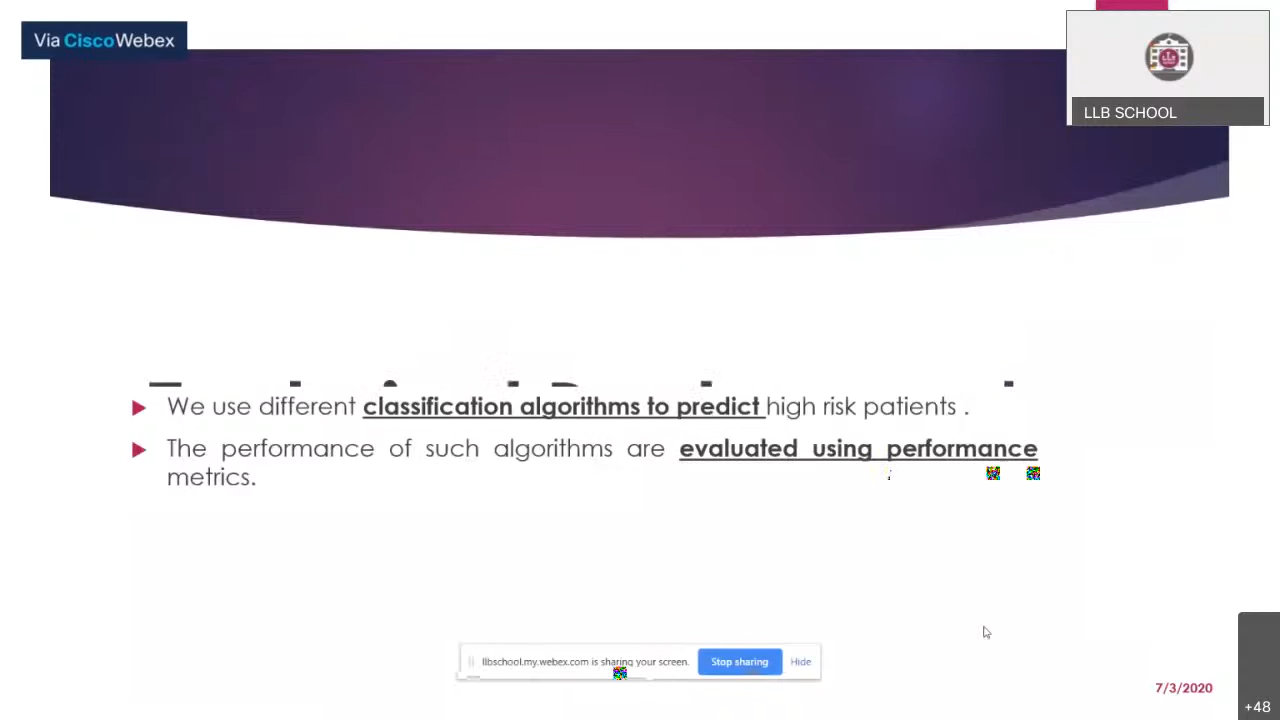 Via CiscoWebex
LLB SCHOOL
We use different classification algorithms to predict high risk patients .
The performance of such algorithms are evaluated using performance
metrics.
llbschool.my.webex.com is sharing your screen.
Stop sharing
Hide
7/3/2020
+48